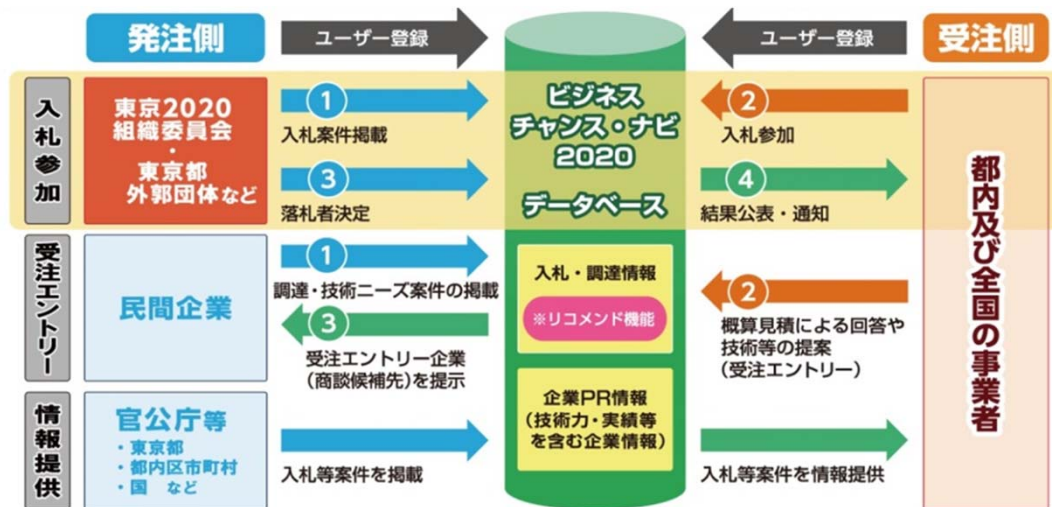 発注側
ユーザー登録
ユーザー登録
受注側
入札参加
東京2020
組織委員会
・
東京都
外郭団体など
1
入札案件掲載
3
落札者決定
ビジネス
チャンス・ナビ
2020
データベース
2
入札参加
4
結果公表・通知
都内及び全国の事業者
受注エントリー
民間企業
1
調達・技術ニーズ案件の掲載
3
受注エントリー企業
(商談候補先)を提示
入札・調達情報
※リコメンド機能
2
概算見積による回答や
技術等の提案
(受注エントリー)
情報提供
官公庁等
・東京都
・都内区市町村
・国 など
入札等案件を掲載
企業PR情報
(技術力・実績等
を含む企業情報)
入札等案件を情報提供